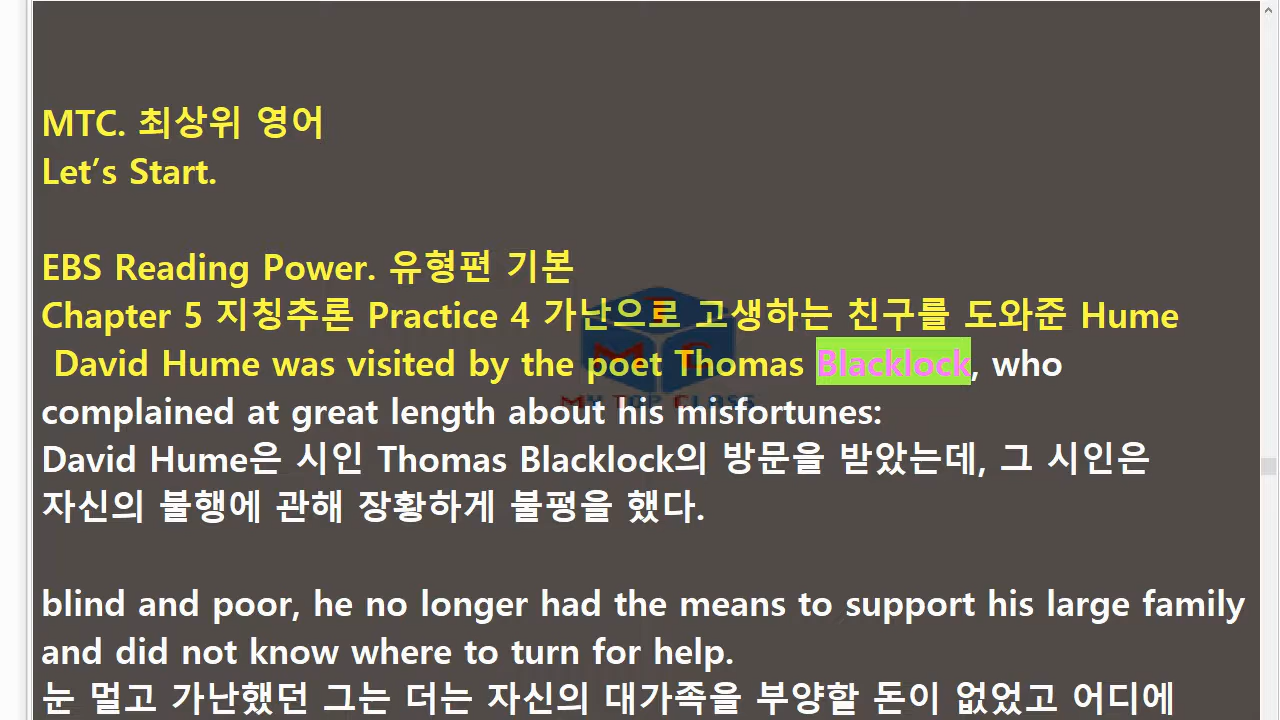 MTC. 최상위 영어
Let’s Start.
EBS Reading Power. 유형편 기본
Chapter 5 지칭추론 Practice 4 가난으로 고생하는 친구를 도와준 Hume
David Hume was visited by the poet Thomas Blacklock, who
complained at great length about his misfortunes:
David Hume은 시인 Thomas Blacklock의 방문을 받았는데, 그 시인은
자신의 불행에 관해 장황하게 불평을 했다.
blind and poor, he no longer had the means to support his large family
and did not know where to turn for help.
눈 멀고 가난했던 그는 더는 자신의 대가족을 부양할 돈이 없었고 어디에
MY TOP CLASS